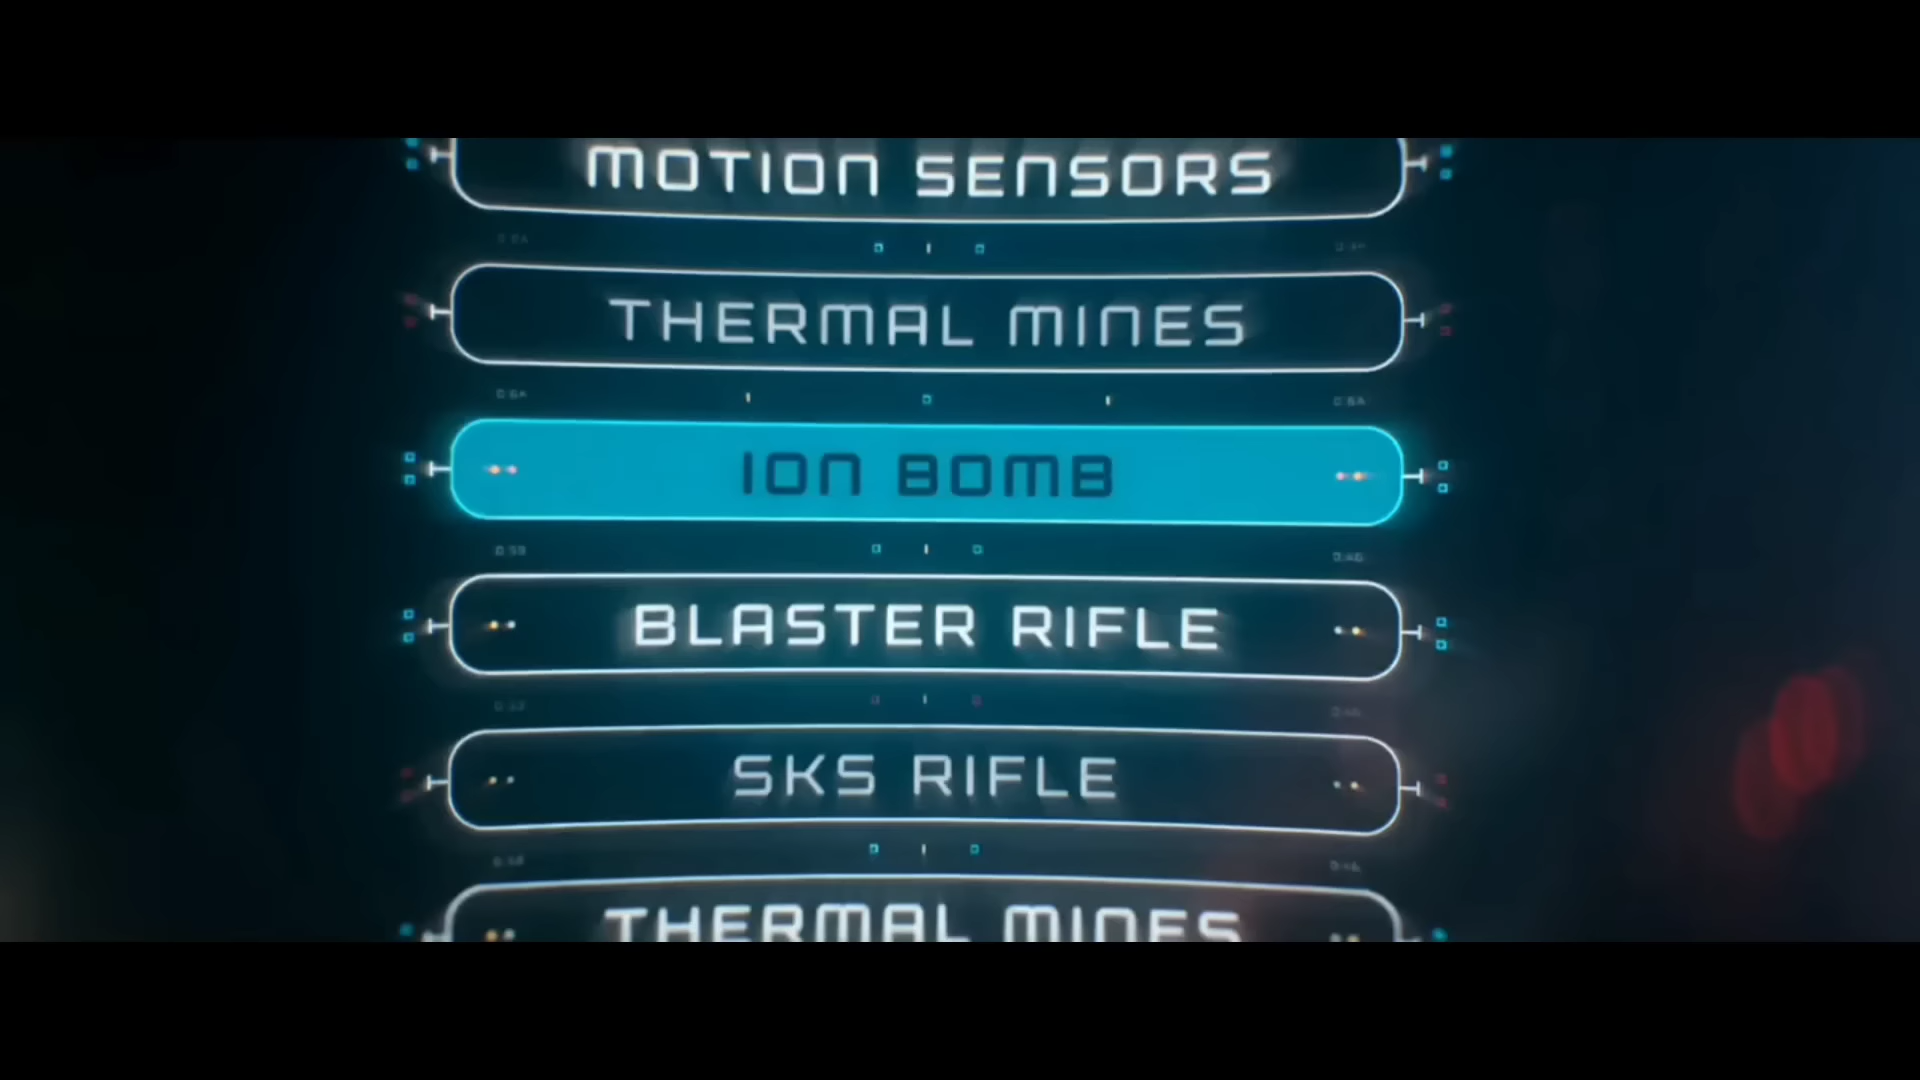 MOTION SENSORS
THERMAL MINES
ION BOMB
BLASTER RIFLE
SKS RIFLE
THERMAL MINES